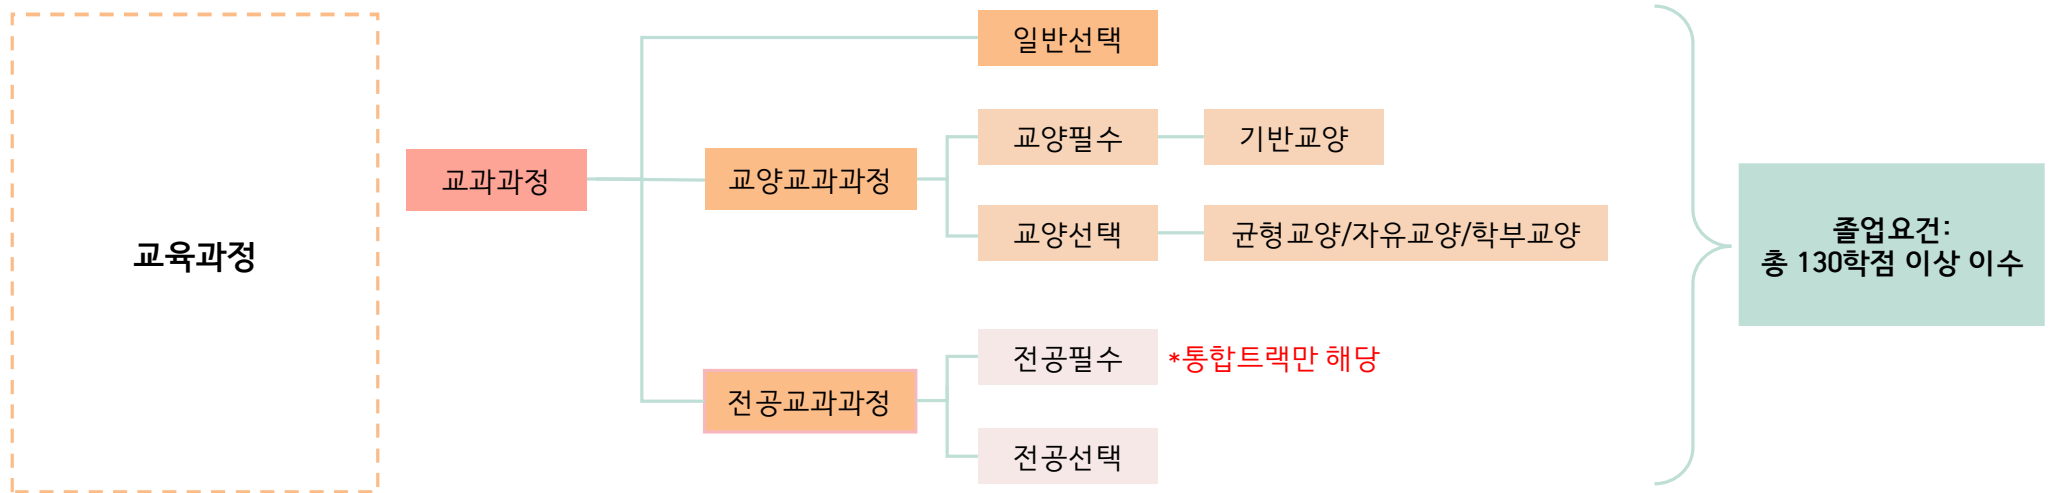 교육과정
교과과정
일반선택
교양교과과정
교양필수
기반교양
교양선택
균형교양/자유교양/학부교양
전공교과과정
전공필수
*통합트랙만 해당
전공선택
졸업요건:
총 130학점 이상 이수